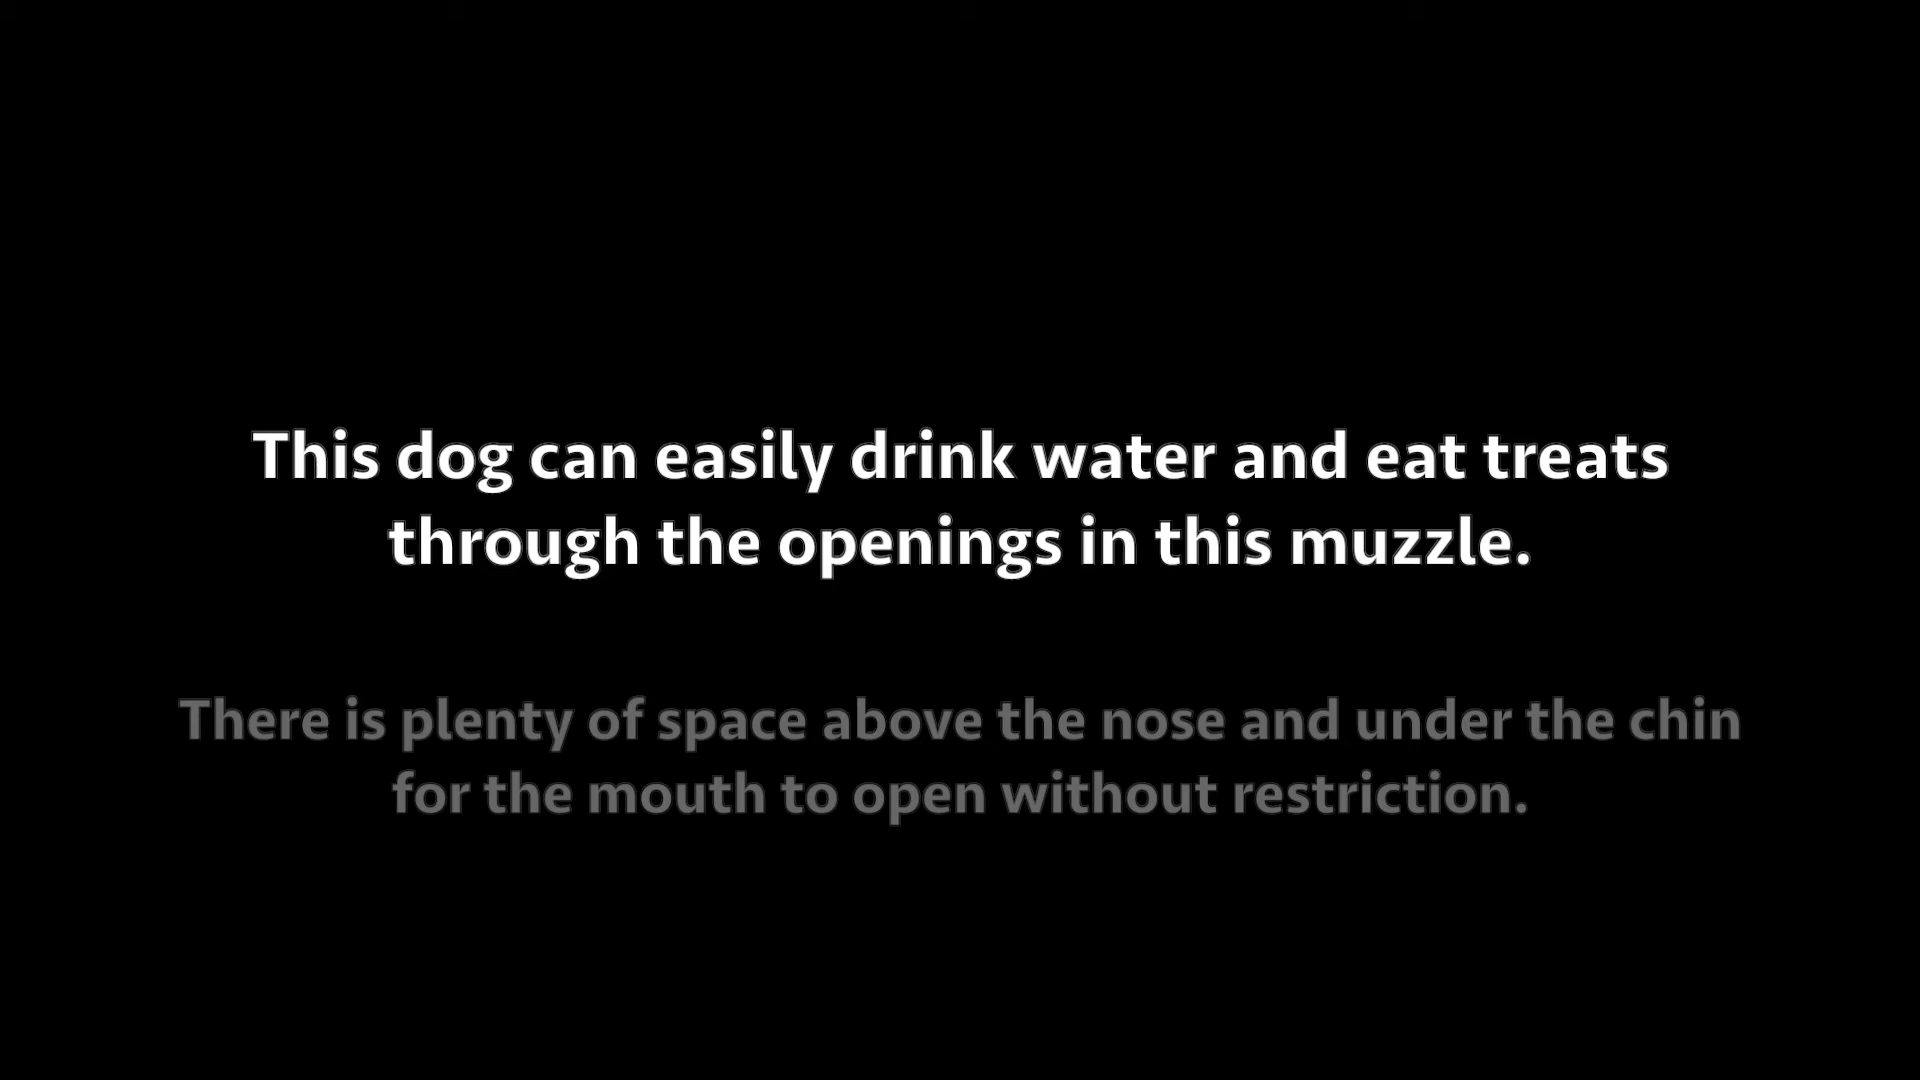 This dog can easily drink water and eat treats
through the openings in this muzzle.
There is plenty of space above the nose and under the chin
for the mouth to open without restriction.